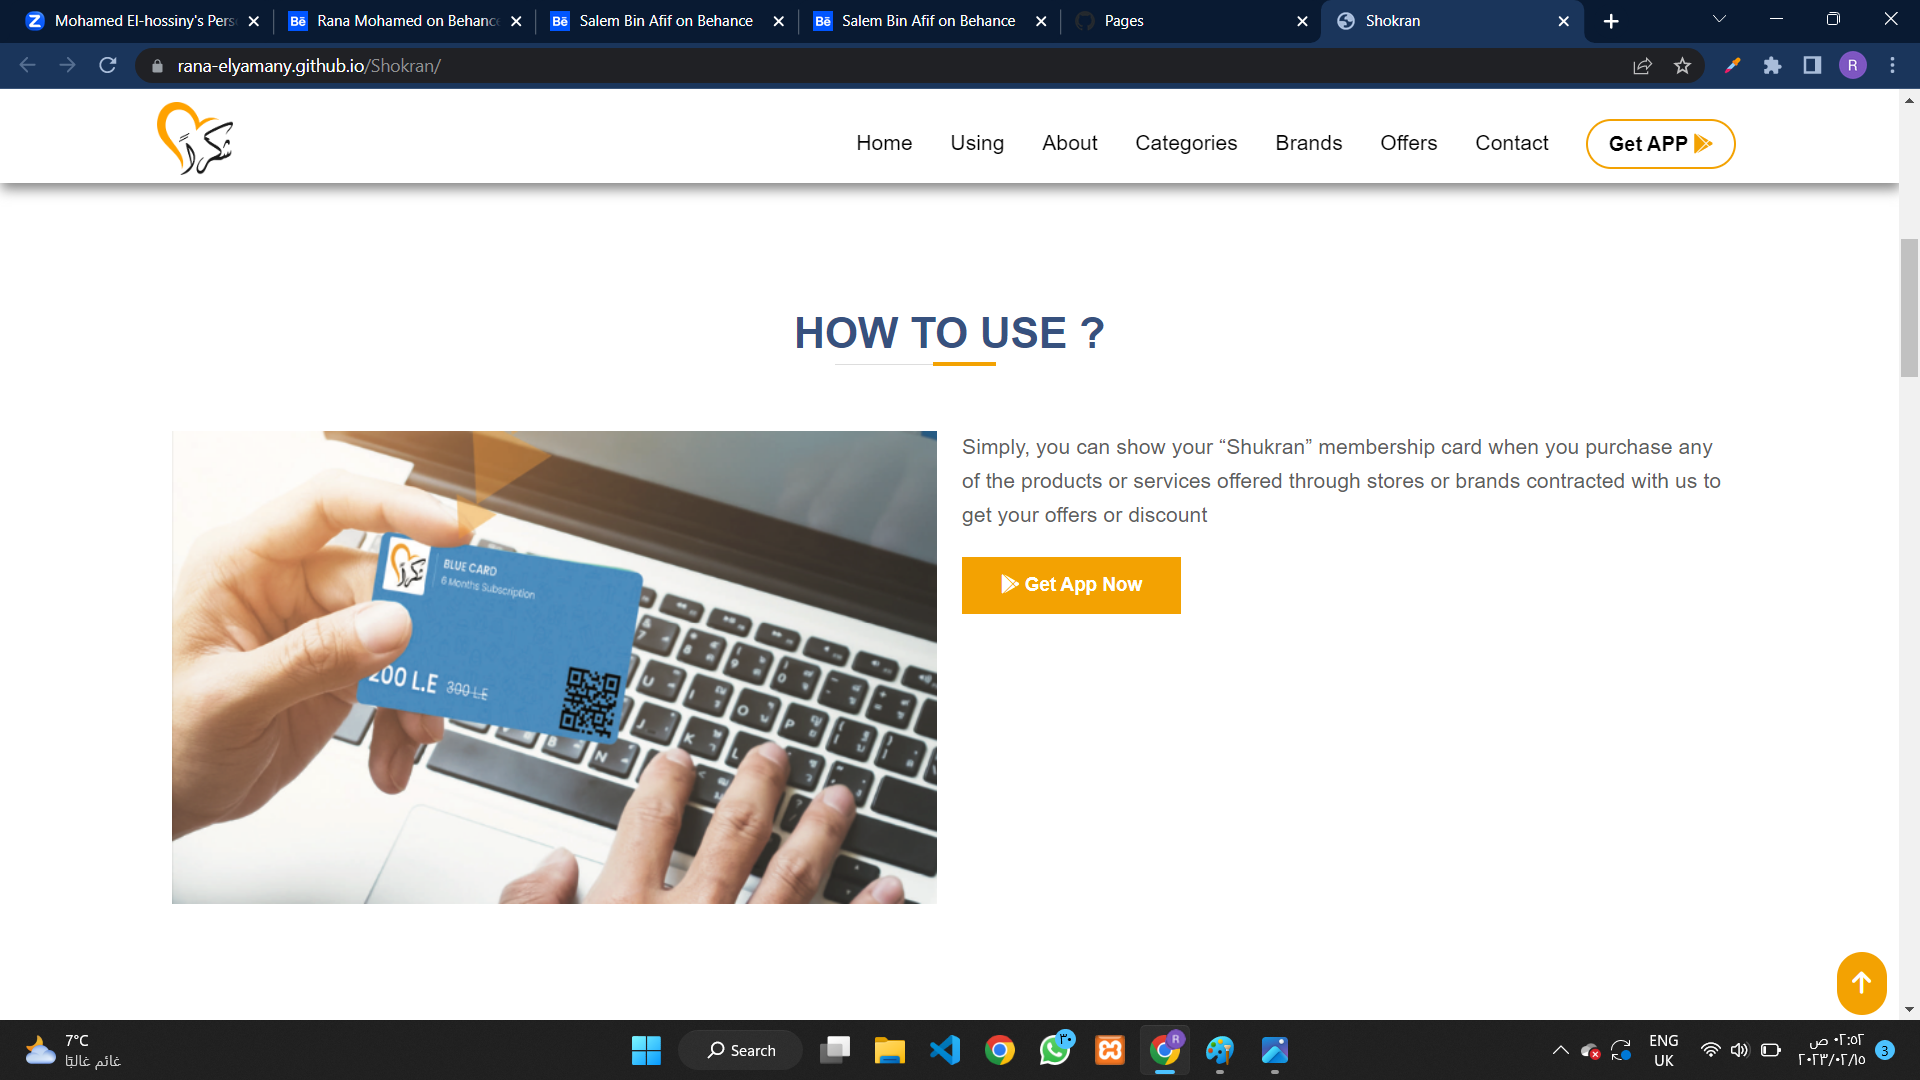 Mohamed El-hossiny's Pers
Rana Mohamed on Behance
Salem Bin Afif on Behance
Salem Bin Afif on Behance
Pages
Shokran
rana-elyamany.github.io/Shokran/
R
شكراً
Home
Using
About
Categories
Brands
Offers
Contact
Get APP
HOW TO USE ?
Simply, you can show your “Shukran” membership card when you purchase any
of the products or services offered through stores or brands contracted with us to
get your offers or discount
Get App Now
شكراً
BLUE CARD
6 Months Subscription
200 L.E 300 L.E
7°C
غائم غالبًا
Search
٣٠
R
ENG
UK
٠٢:٥٢ ص
٢٠٢٣/٠٢/١٥
3